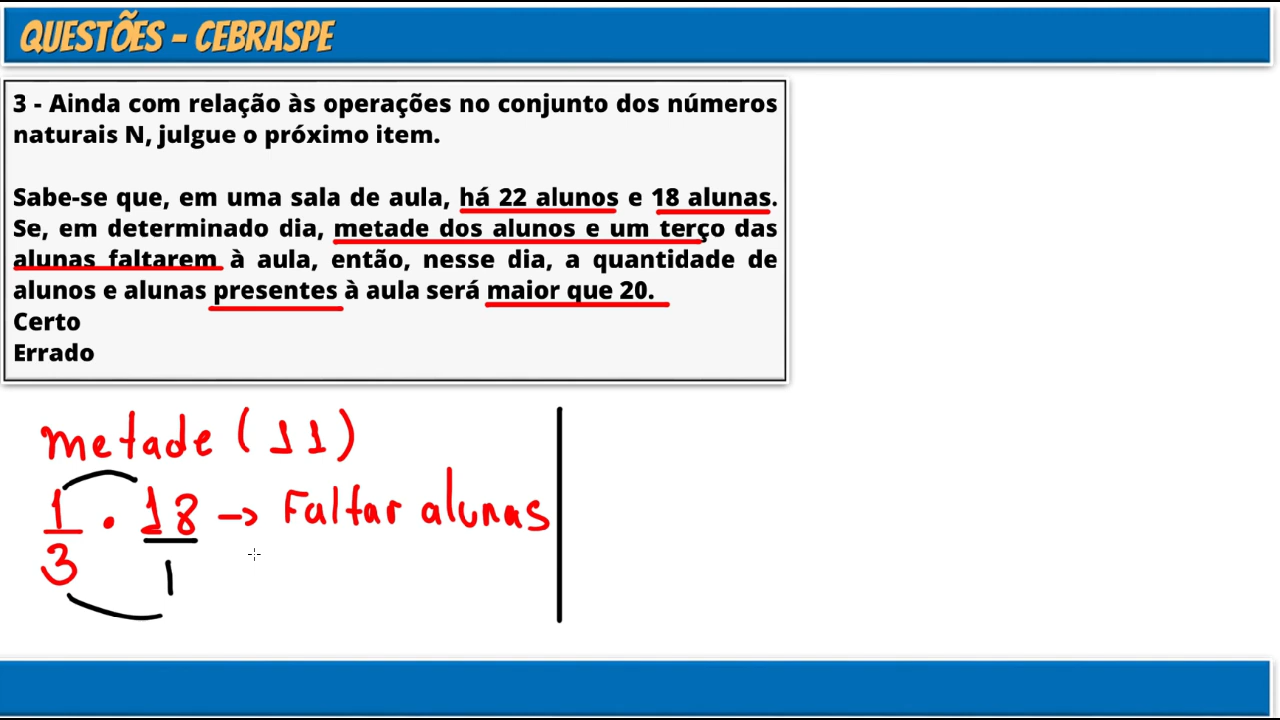 QUESTÕES – CEBRASPE
3 - Ainda com relação às operações no conjunto dos números
naturais N, julgue o próximo item.
Sabe-se que, em uma sala de aula, há 22 alunos e 18 alunas.
Se, em determinado dia, metade dos alunos e um terço das
alunas faltarem à aula, então, nesse dia, a quantidade de
alunos e alunas presentes à aula será maior que 20.
Certo
Errado
metade (11)
1/3 · 18/1 → Faltar alunas